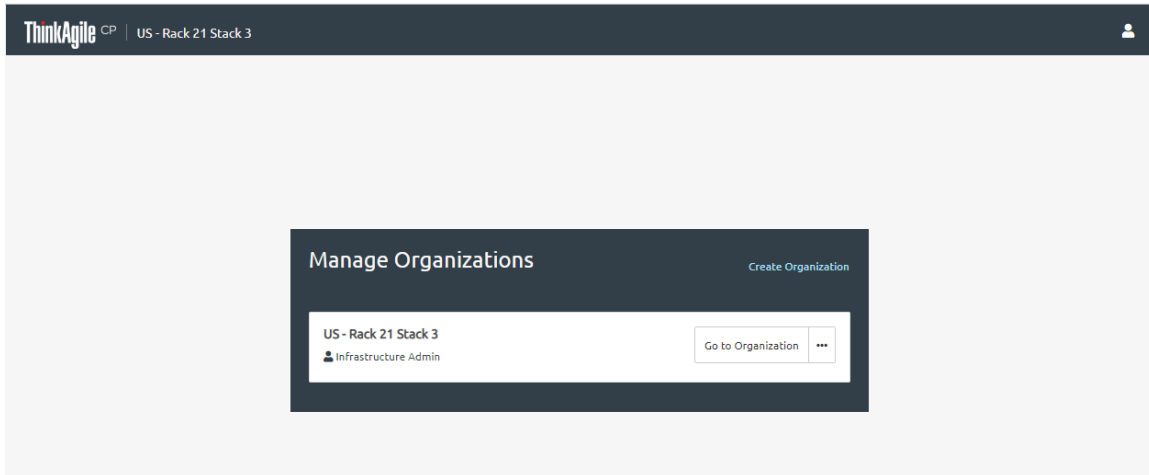 ThinkAgile CP | US - Rack 21 Stack 3
Manage Organizations
Create Organization
US - Rack 21 Stack 3
Go to Organization
Infrastructure Admin